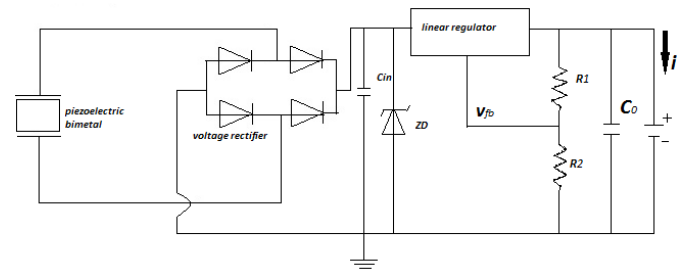 linear regulator
i
Cin
R1
piezoelectric
bimetal
voltage rectifier
ZD
Vfb
C0
+
R2
−